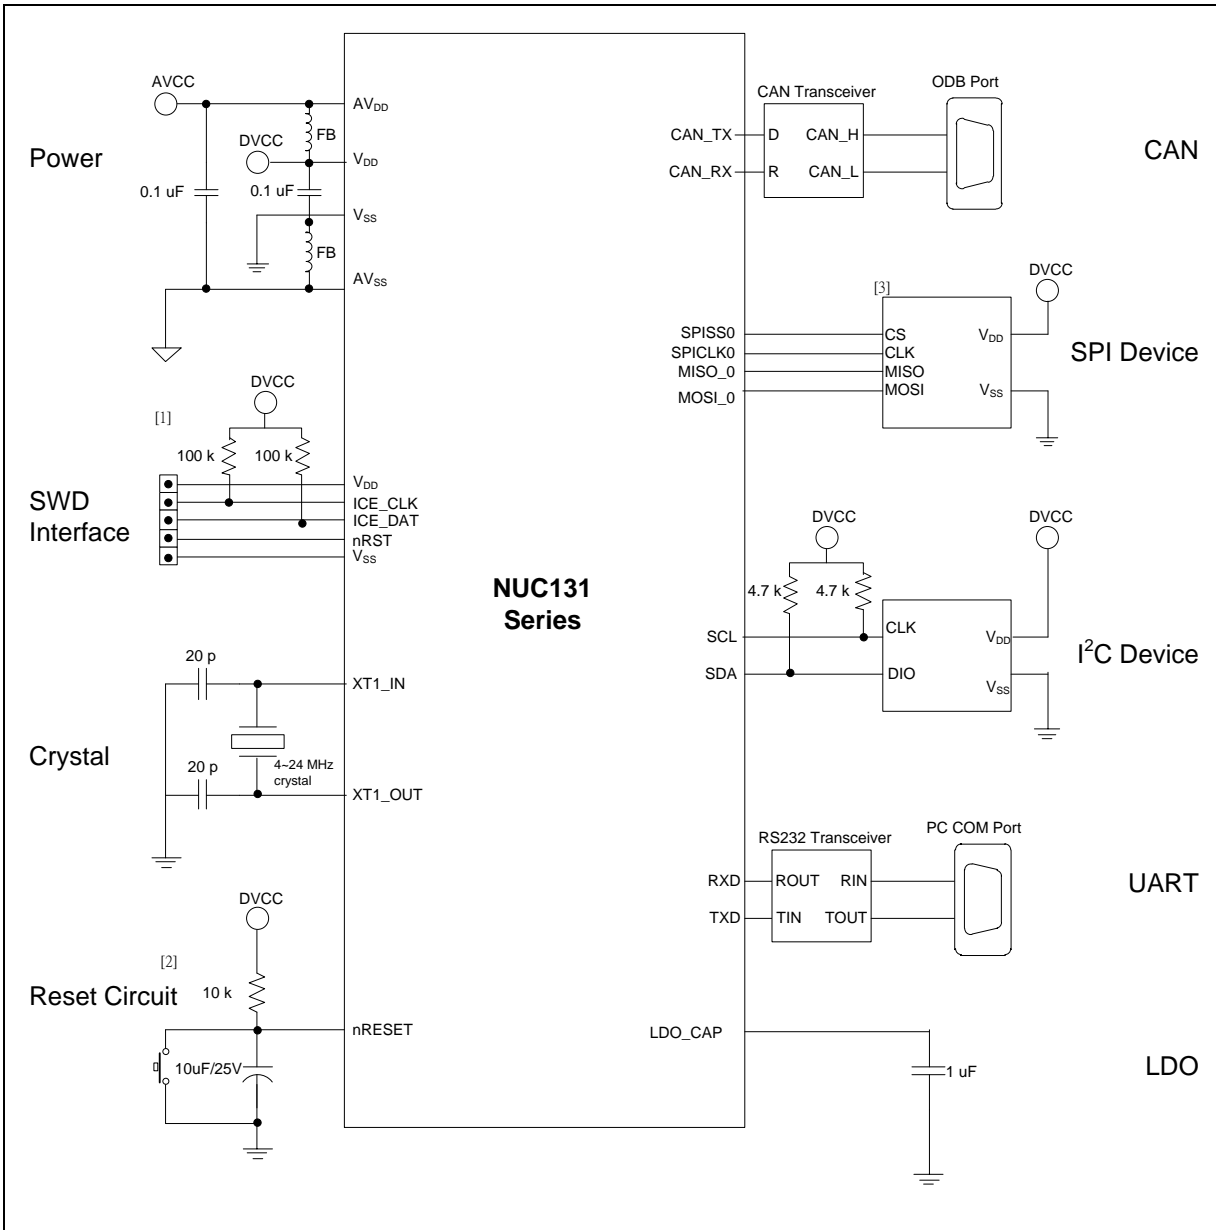 Power
AVCC
DVCC
0.1 uF
0.1 uF
FB
FB
AVDD
VDD
VSS
AVSS
[1]
SWD
Interface
DVCC
100 k
100 k
VDD
ICE_CLK
ICE_DAT
nRST
VSS
Crystal
20 p
20 p
4~24 MHz
crystal
XT1_IN
XT1_OUT
[2]
Reset Circuit
DVCC
10 k
10uF/25V
nRESET
NUC131
Series
CAN Transceiver
ODB Port
CAN_TX
D
CAN_H
CAN_RX
R
CAN_L
CAN
[3]
DVCC
SPISS0
CS
SPICLK0
CLK
MISO_0
MISO
MOSI_0
MOSI
VDD
VSS
SPI Device
DVCC
DVCC
4.7 k
4.7 k
SCL
CLK
SDA
DIO
VDD
VSS
I2C Device
RS232 Transceiver
PC COM Port
RXD
ROUT
RIN
TXD
TIN
TOUT
UART
LDO_CAP
1 uF
LDO